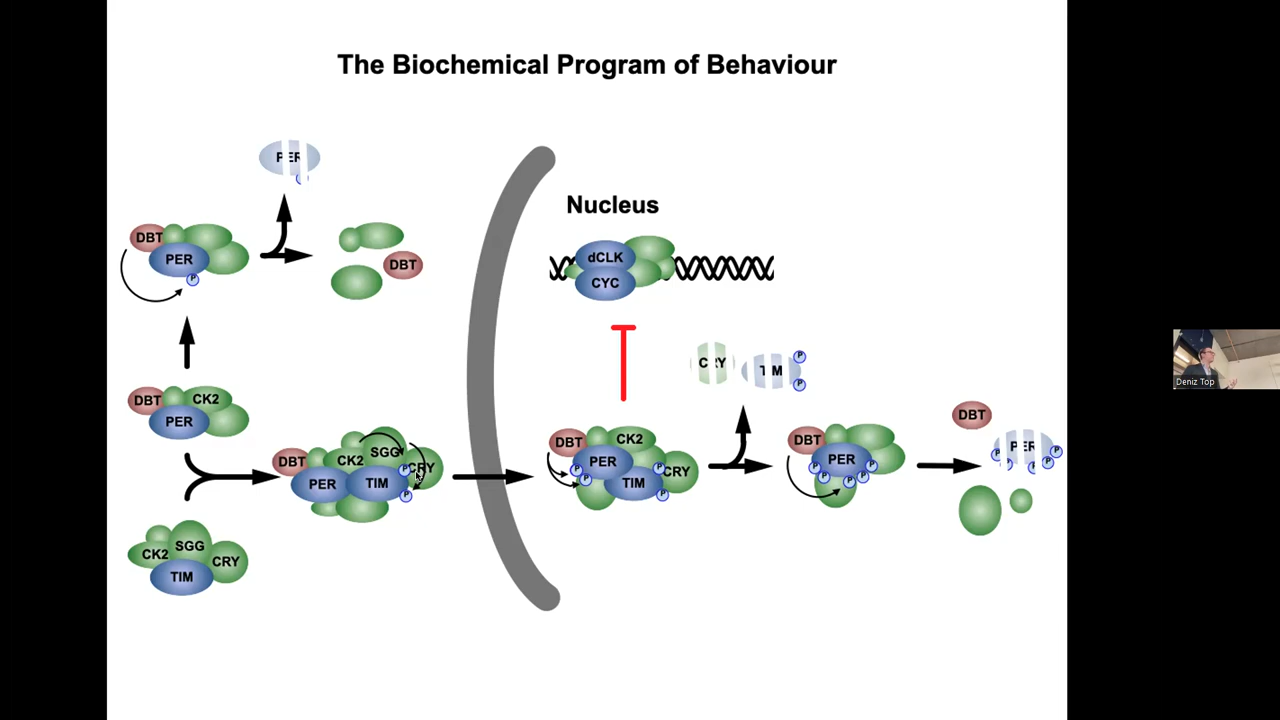 The Biochemical Program of Behaviour
PER
P
DBT
PER
P
DBT
Nucleus
dCLK
CYC
DBT
CK2
PER
CK2
SGG
CRY
TIM
DBT
CK2
SGG
CRY
PER
TIM
P
P
DBT
CK2
PER
CRY
TIM
P
P
P
P
CRY
TIM
P
P
DBT
PER
P
P
P
P
P
DBT
PER
P
P
P
P
P
Deniz Top